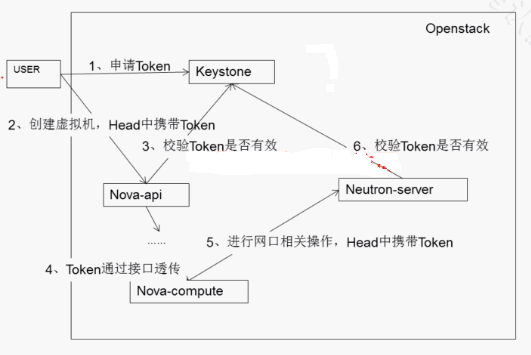 Openstack
USER
1、申请Token
Keystone
2、创建虚拟机，Head中携带Token
3、校验Token是否有效
6、校验Token是否有效
Nova-api
Neutron-server
......
5、进行网口相关操作，Head中携带Token
4、Token通过接口透传
Nova-compute